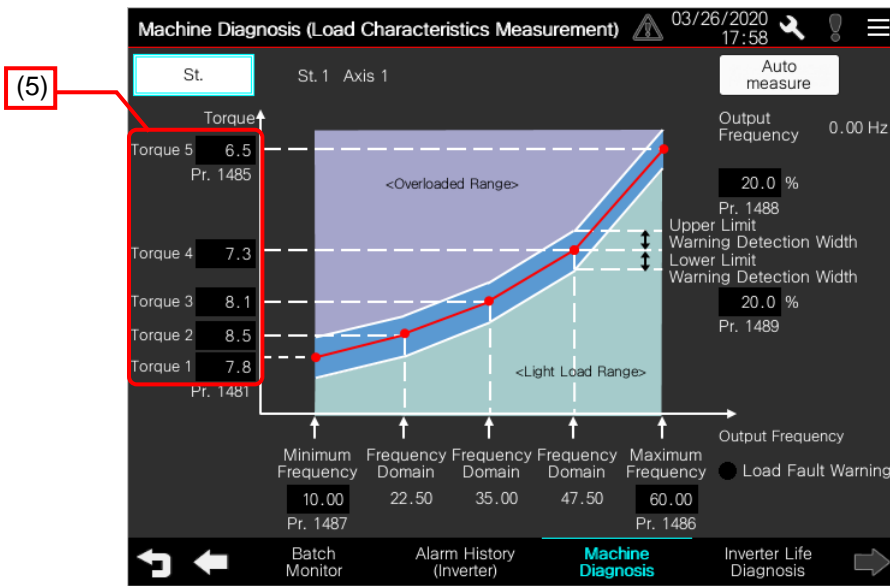 Machine Diagnosis (Load Characteristics Measurement)
03/26/2020
17:58
(5)
St.
St. 1 Axis 1
Auto
measure
Torque
Output
Frequency
0.00 Hz
Torque 5 6.5
Pr. 1485
<Overloaded Range>
20.0 %
Pr. 1488
Upper Limit
Warning Detection Width
Torque 4 7.3
Lower Limit
Warning Detection Width
Torque 3 8.1
20.0 %
Pr. 1489
Torque 2 8.5
Torque 1 7.8
<Light Load Range>
Pr. 1481
Output Frequency
Minimum
Frequency
Frequency
Domain
Frequency
Domain
Frequency
Domain
Maximum
Frequency
Load Fault Warning
10.00 22.50 35.00 47.50 60.00
Pr. 1487
Pr. 1486
Batch
Monitor
Alarm History
(Inverter)
Machine
Diagnosis
Inverter Life
Diagnosis